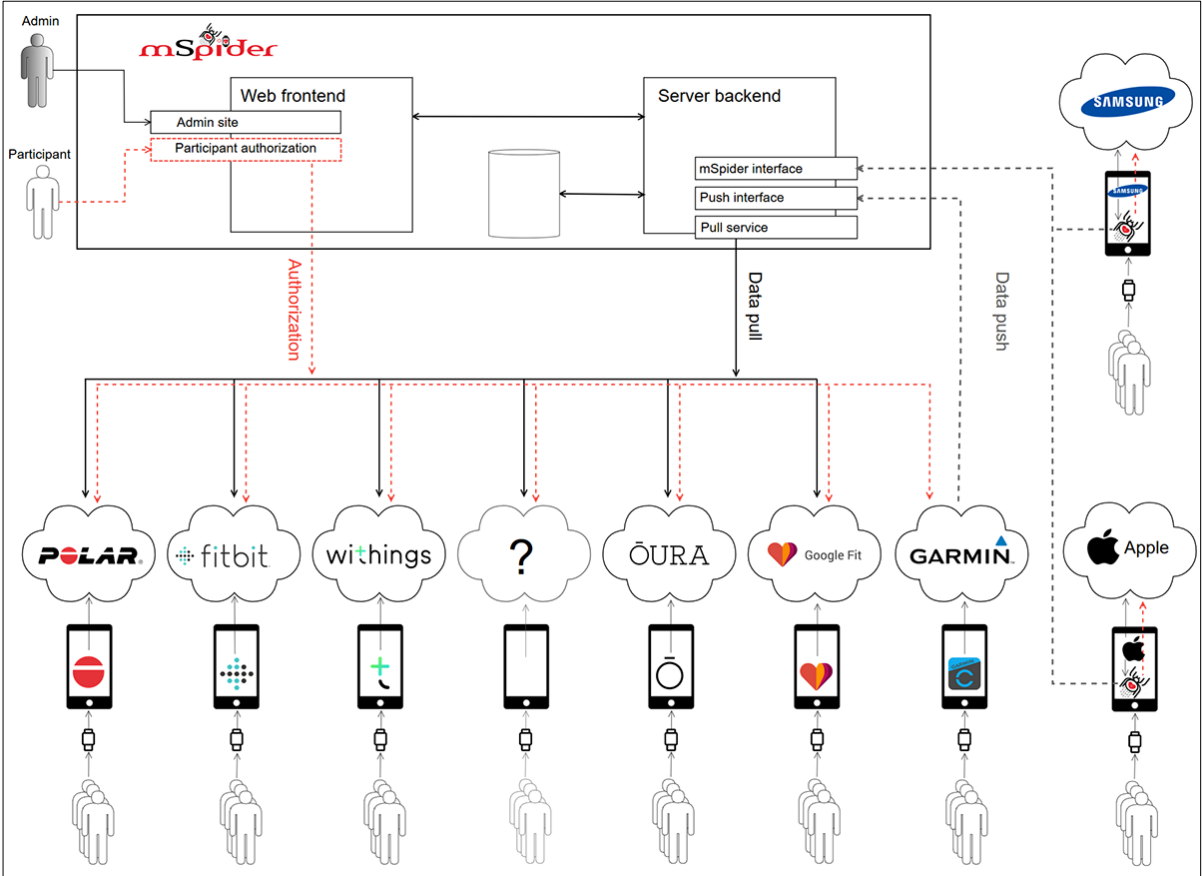 Admin
mSpider
Web frontend
Server backend
Admin site
Participant authorization
Participant
mSpider interface
Push interface
Pull service
SAMSUNG
SAMSUNG
Authorization
Data pull
Data push
POLAR
fitbit
withings
?
ŌURA
Google Fit
GARMIN™
Apple